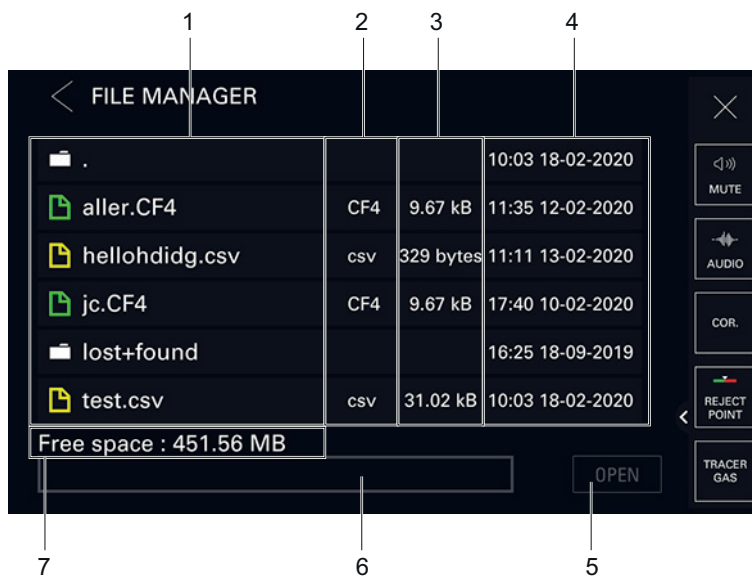 1 2 3 4
FILE MANAGER
. 10:03 18-02-2020
aller.CF4 CF4 9.67 kB 11:35 12-02-2020
hellohdidg.csv csv 329 bytes 11:11 13-02-2020
jc.CF4 CF4 9.67 kB 17:40 10-02-2020
lost+found 16:25 18-09-2019
test.csv csv 31.02 kB 10:03 18-02-2020
Free space : 451.56 MB
OPEN
MUTE
AUDIO
COR.
REJECT
POINT
TRACER
GAS
7 6 5